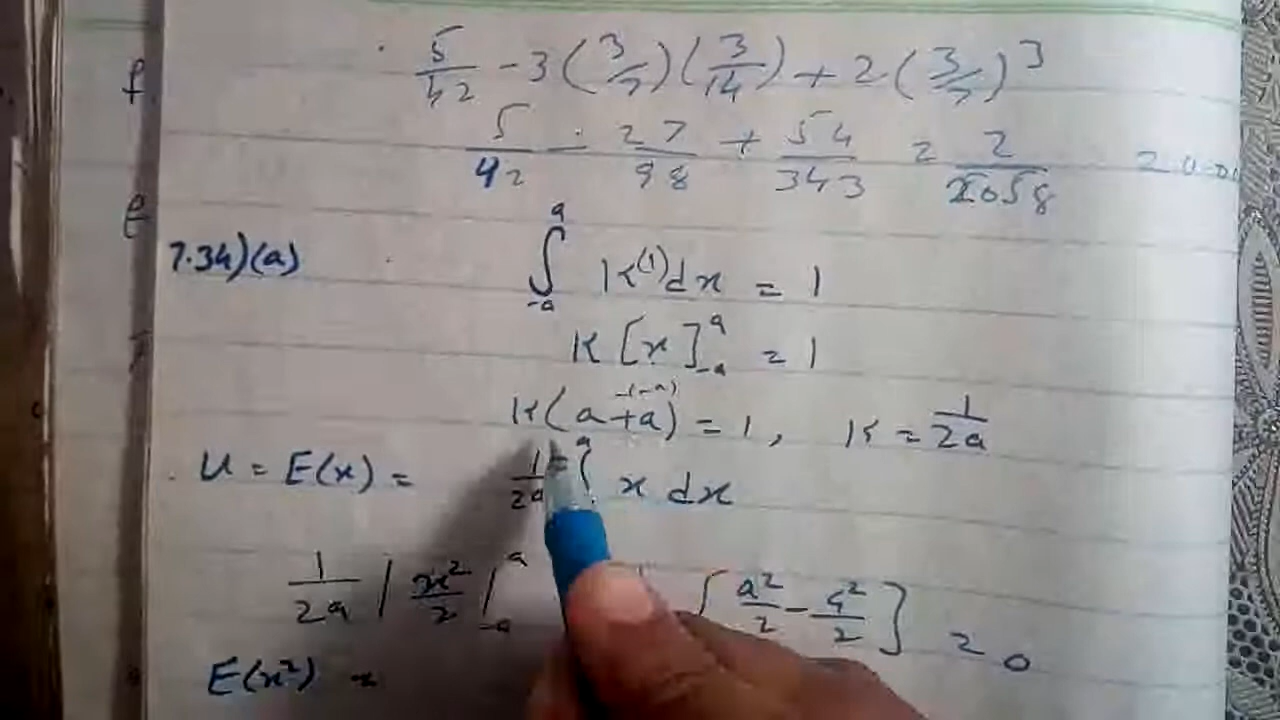 5/42 - 3(3/7)(3/14) + 2(3/7)^3
5/42 - 27/98 + 54/343 = 2/2058
7.34)(a) ∫_{-a}^{a} K(1)dx = 1
K[x]_{-a}^{a} = 1
-(-a)
K(a+a) = 1, K = 1/2a
u = E(x) = 1/2a ∫^{a} x dx
1/2a |x²/2|_{-a}^{a} [a²/2 - a²/2] = 0
E(x²) =